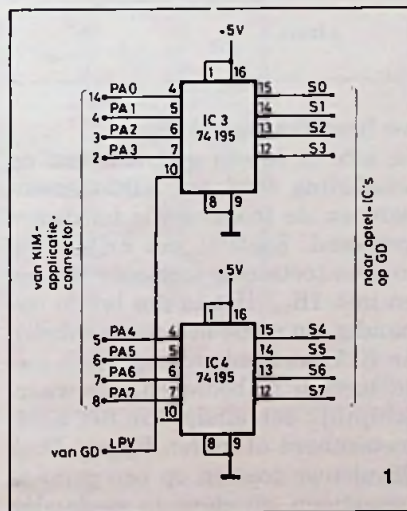 +5V
1 16
14 PA0 4 15 S0
4 PA1 5 14 S1
3 PA2 6 IC 3 13 S2
2 PA3 7 74195 12 S3
10
8 9
van KIM-
applicatie-
connector
naar optel-IC's
op GD
+5V
1 16
5 PA4 4 15 S4
6 PA5 5 IC 4 14 S5
7 PA6 6 74195 13 S6
8 PA7 7 12 S7
10
8 9
van GD LPV
1